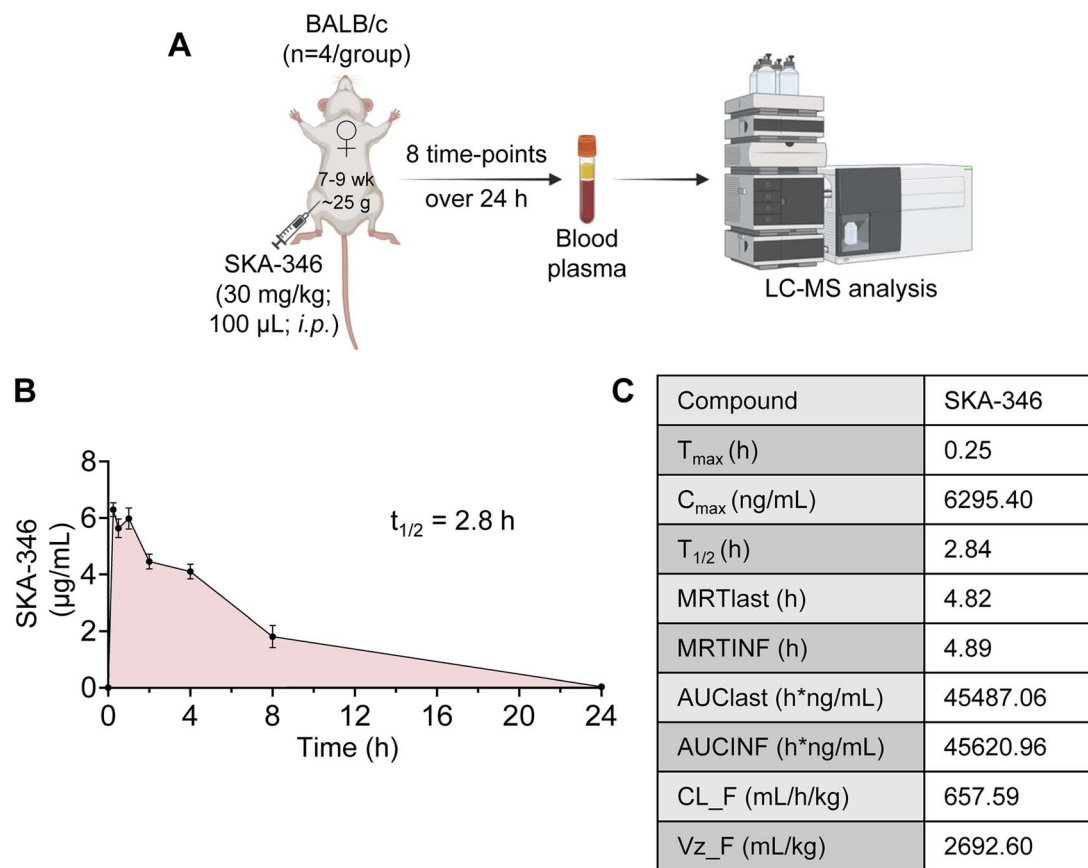 A
BALB/c
(n=4/group)
7-9 wk
~25 g
SKA-346
(30 mg/kg;
100 µL; i.p.)
8 time-points
over 24 h
Blood
plasma
LC-MS analysis
B
SKA-346
(µg/mL)
8
6
4
2
0
t1/2 = 2.8 h
0 4 8 12 16 20 24
Time (h)
C
Compound SKA-346
Tmax (h) 0.25
Cmax (ng/mL) 6295.40
T1/2 (h) 2.84
MRTlast (h) 4.82
MRTINF (h) 4.89
AUClast (h*ng/mL) 45487.06
AUCINF (h*ng/mL) 45620.96
CL_F (mL/h/kg) 657.59
Vz_F (mL/kg) 2692.60